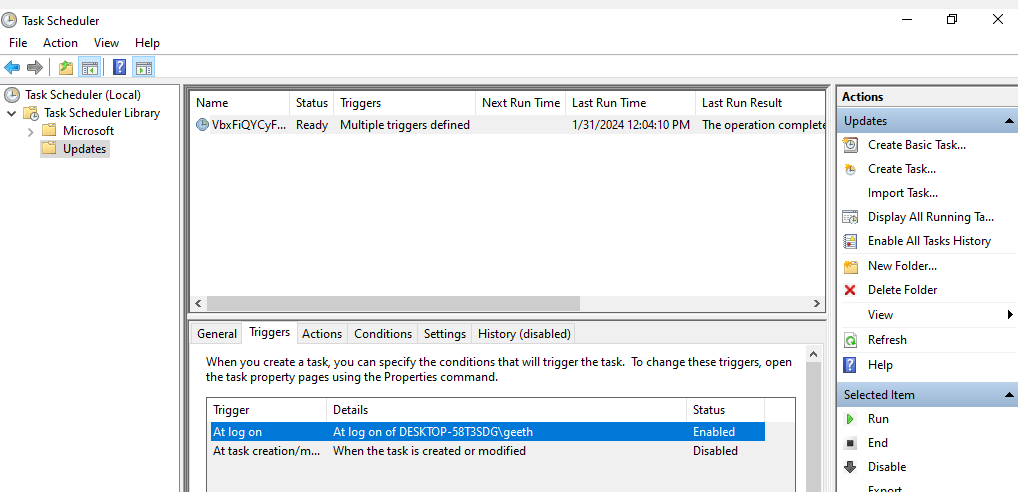 Task Scheduler
File Action View Help
Task Scheduler (Local)
Task Scheduler Library
Microsoft
Updates
Name Status Triggers Next Run Time Last Run Time Last Run Result
VbxFiQYCyF... Ready Multiple triggers defined 1/31/2024 12:04:10 PM The operation complete
General Triggers Actions Conditions Settings History (disabled)
When you create a task, you can specify the conditions that will trigger the task. To change these triggers, open
the task property pages using the Properties command.
Trigger Details Status
At log on At log on of DESKTOP-58T3SDG\geeth Enabled
At task creation/m... When the task is created or modified Disabled
Actions
Updates
Create Basic Task...
Create Task...
Import Task...
Display All Running Ta...
Enable All Tasks History
New Folder...
Delete Folder
View
Refresh
Help
Selected Item
Run
End
Disable
Export...